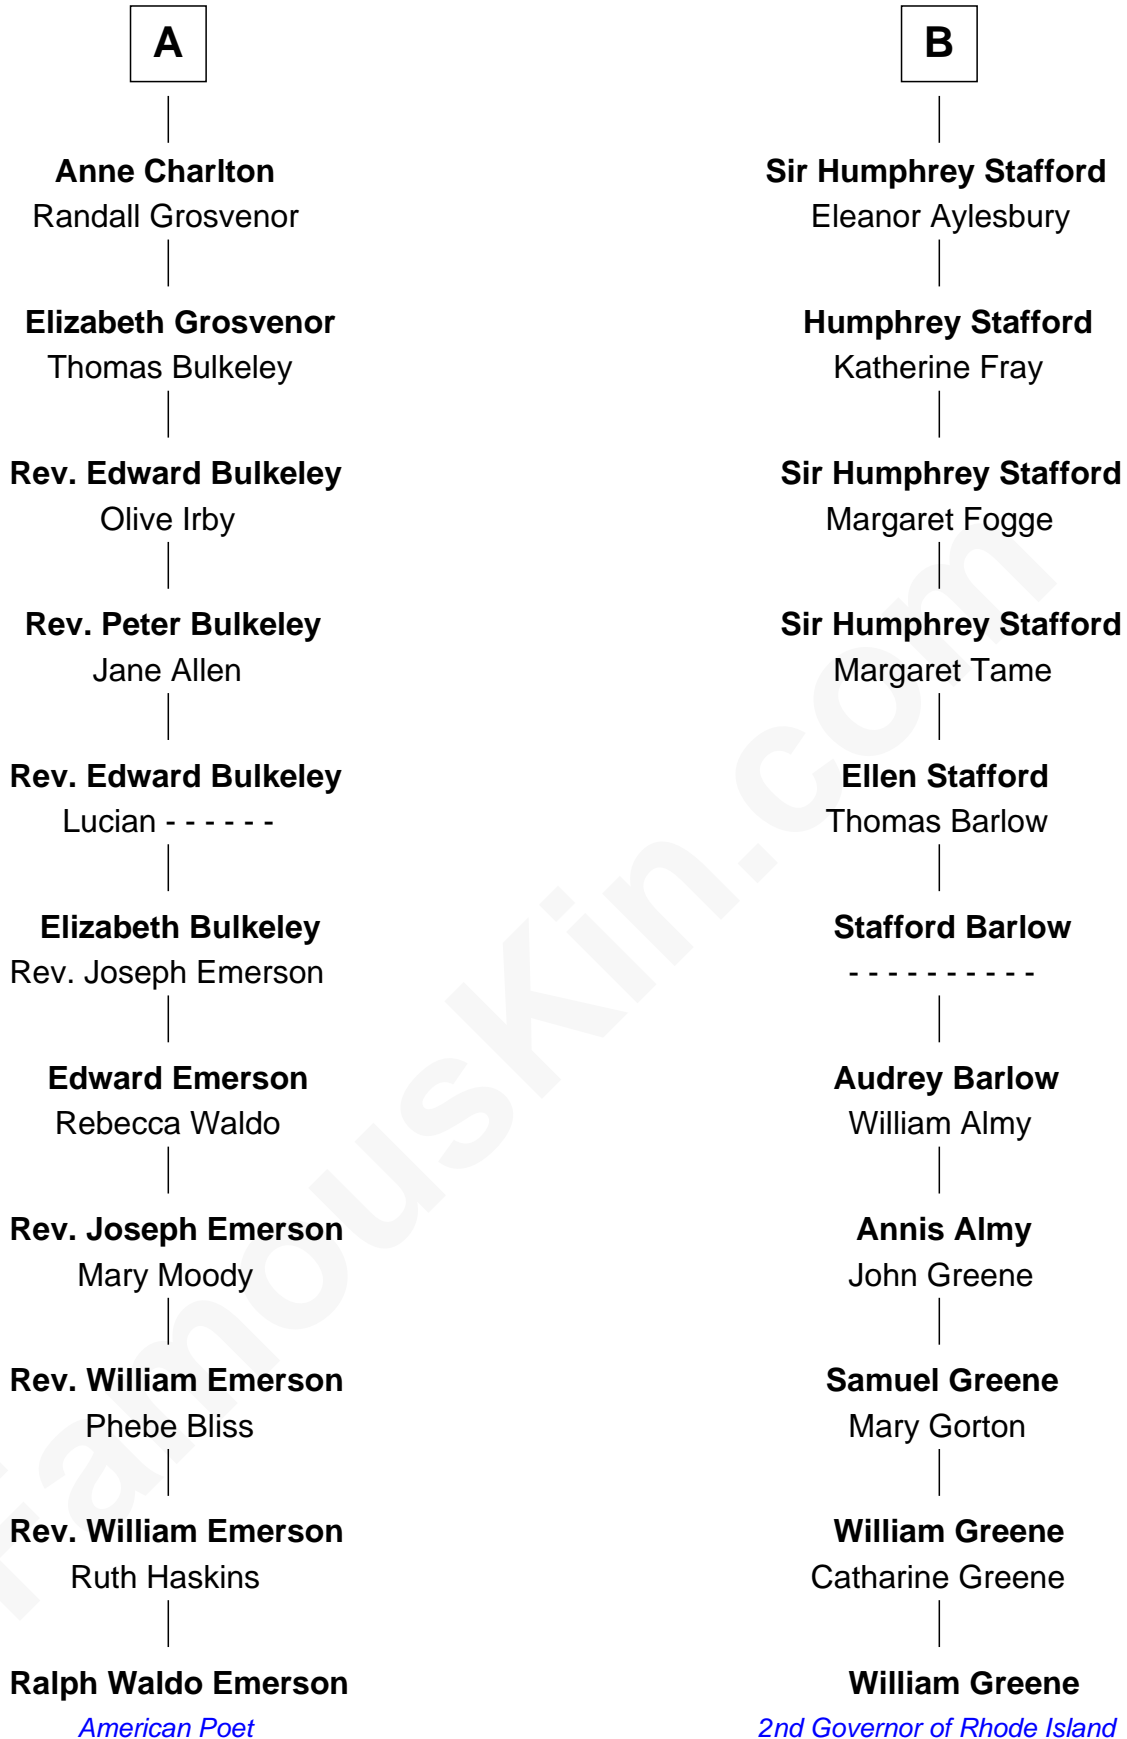 A
Anne Charlton
Randall Grosvenor
Elizabeth Grosvenor
Thomas Bulkeley
Rev. Edward Bulkeley
Olive Irby
Rev. Peter Bulkeley
Jane Allen
Rev. Edward Bulkeley
Lucian - - - - - -
Elizabeth Bulkeley
Rev. Joseph Emerson
Edward Emerson
Rebecca Waldo
Rev. Joseph Emerson
Mary Moody
Rev. William Emerson
Phebe Bliss
Rev. William Emerson
Ruth Haskins
Ralph Waldo Emerson
American Poet
B
Sir Humphrey Stafford
Eleanor Aylesbury
Humphrey Stafford
Katherine Fray
Sir Humphrey Stafford
Margaret Fogge
Sir Humphrey Stafford
Margaret Tame
Ellen Stafford
Thomas Barlow
Stafford Barlow
- - - - - - - - - -
Audrey Barlow
William Almy
Annis Almy
John Greene
Samuel Greene
Mary Gorton
William Greene
Catharine Greene
William Greene
2nd Governor of Rhode Island
FamousKin.com